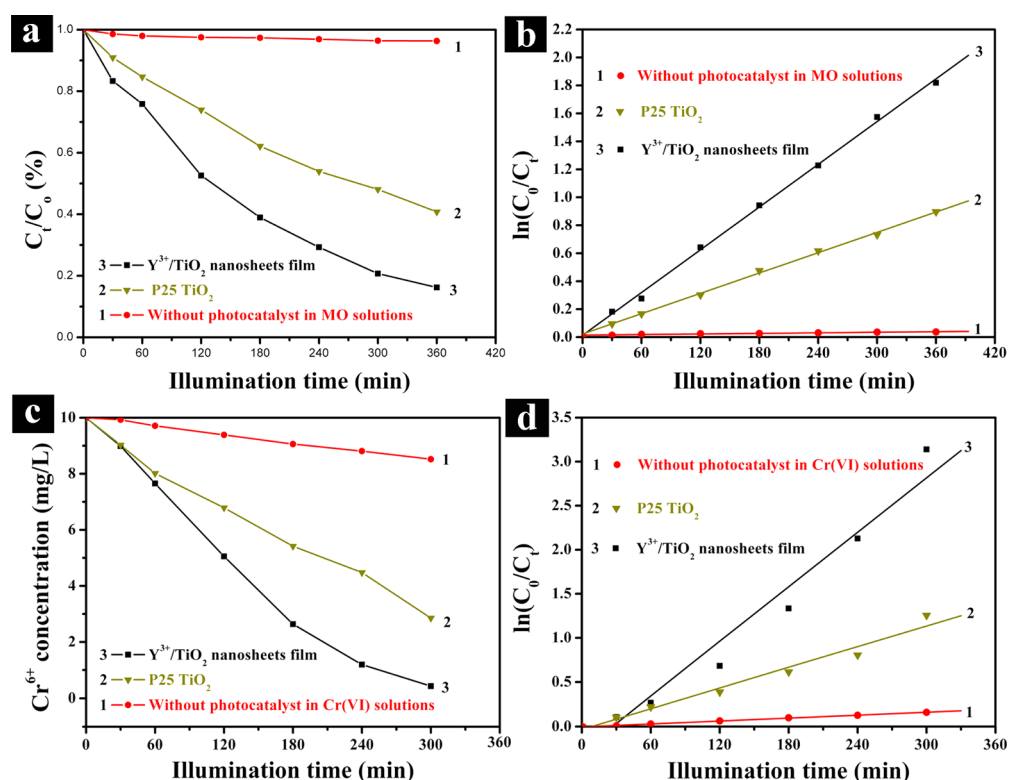 a
C_t/C_o (%)
1.0
0.8
0.6
0.4
0.2
0.0
1
2
3
3 Y³⁺/TiO₂ nanosheets film
2 P25 TiO₂
1 Without photocatalyst in MO solutions
0 60 120 180 240 300 360 420
Illumination time (min)
b
ln(C₀/C_t)
2.2
2.0
1.8
1.6
1.4
1.2
1.0
0.8
0.6
0.4
0.2
0.0
1 Without photocatalyst in MO solutions
2 P25 TiO₂
3 Y³⁺/TiO₂ nanosheets film
3
2
1
0 60 120 180 240 300 360 420
Illumination time (min)
c
Cr⁶⁺ concentration (mg/L)
10
8
6
4
2
0
1
2
3
3 Y³⁺/TiO₂ nanosheets film
2 P25 TiO₂
1 Without photocatalyst in Cr(VI) solutions
0 60 120 180 240 300 360
Illumination time (min)
d
ln(C₀/C_t)
3.5
3.0
2.5
2.0
1.5
1.0
0.5
0.0
1 Without photocatalyst in Cr(VI) solutions
2 P25 TiO₂
3 Y³⁺/TiO₂ nanosheets film
3
2
1
0 60 120 180 240 300 360
Illumination time (min)